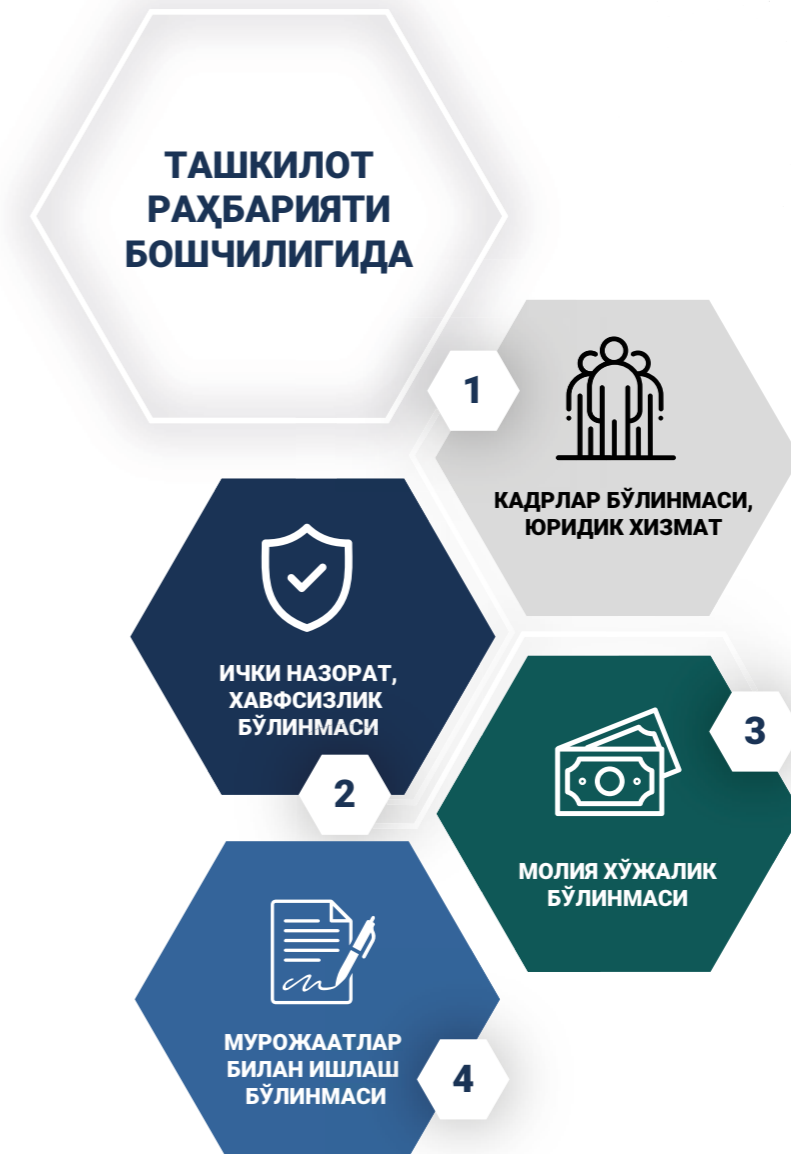 ТАШКИЛОТ
РАҲБАРИЯТИ
БОШЧИЛИГИДА
1
КАДРЛАР БЎЛИНМАСИ,
ЮРИДИК ХИЗМАТ
ИЧКИ НАЗОРАТ,
ХАВФСИЗЛИК
БЎЛИНМАСИ
2
3
МОЛИЯ ХЎЖАЛИК
БЎЛИНМАСИ
МУРОЖААТЛАР
БИЛАН ИШЛАШ
БЎЛИНМАСИ
4